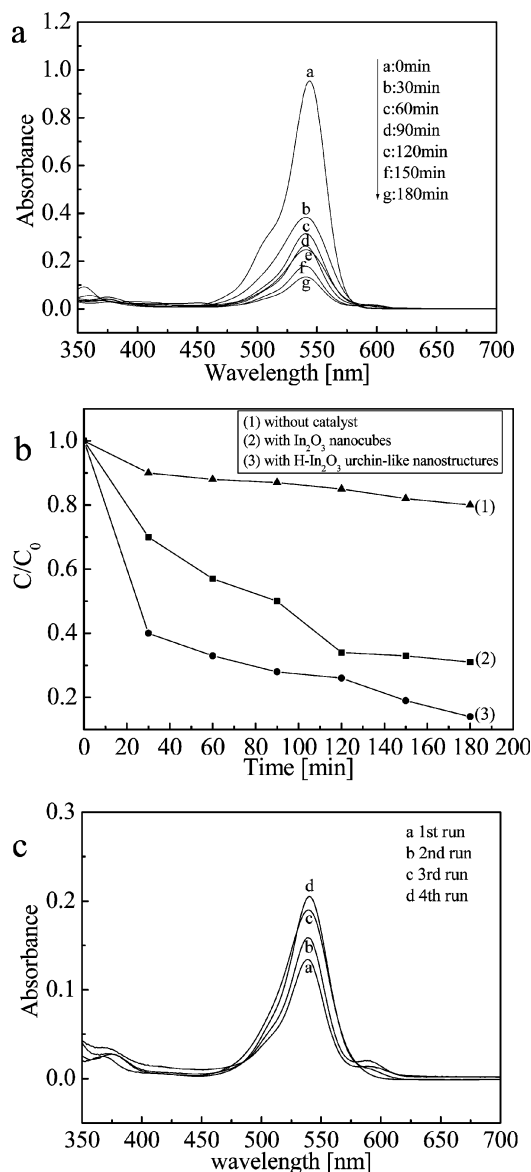 a
1.2
1.0
0.8
0.6
0.4
0.2
0.0
Absorbance
a
b
c
d
e
f
g
a:0min
b:30min
c:60min
d:90min
c:120min
f:150min
g:180min
350 400 450 500 550 600 650 700
Wavelength [nm]
b
(1) without catalyst
(2) with In₂O₃ nanocubes
(3) with H-In₂O₃ urchin-like nanostructures
1.0
0.8
0.6
0.4
0.2
C/C₀
(1)
(2)
(3)
0 20 40 60 80 100 120 140 160 180 200
Time [min]
c
0.3
0.2
0.1
0.0
Absorbance
a 1st run
b 2nd run
c 3rd run
d 4th run
d
c
b
a
350 400 450 500 550 600 650 700
wavelength [nm]